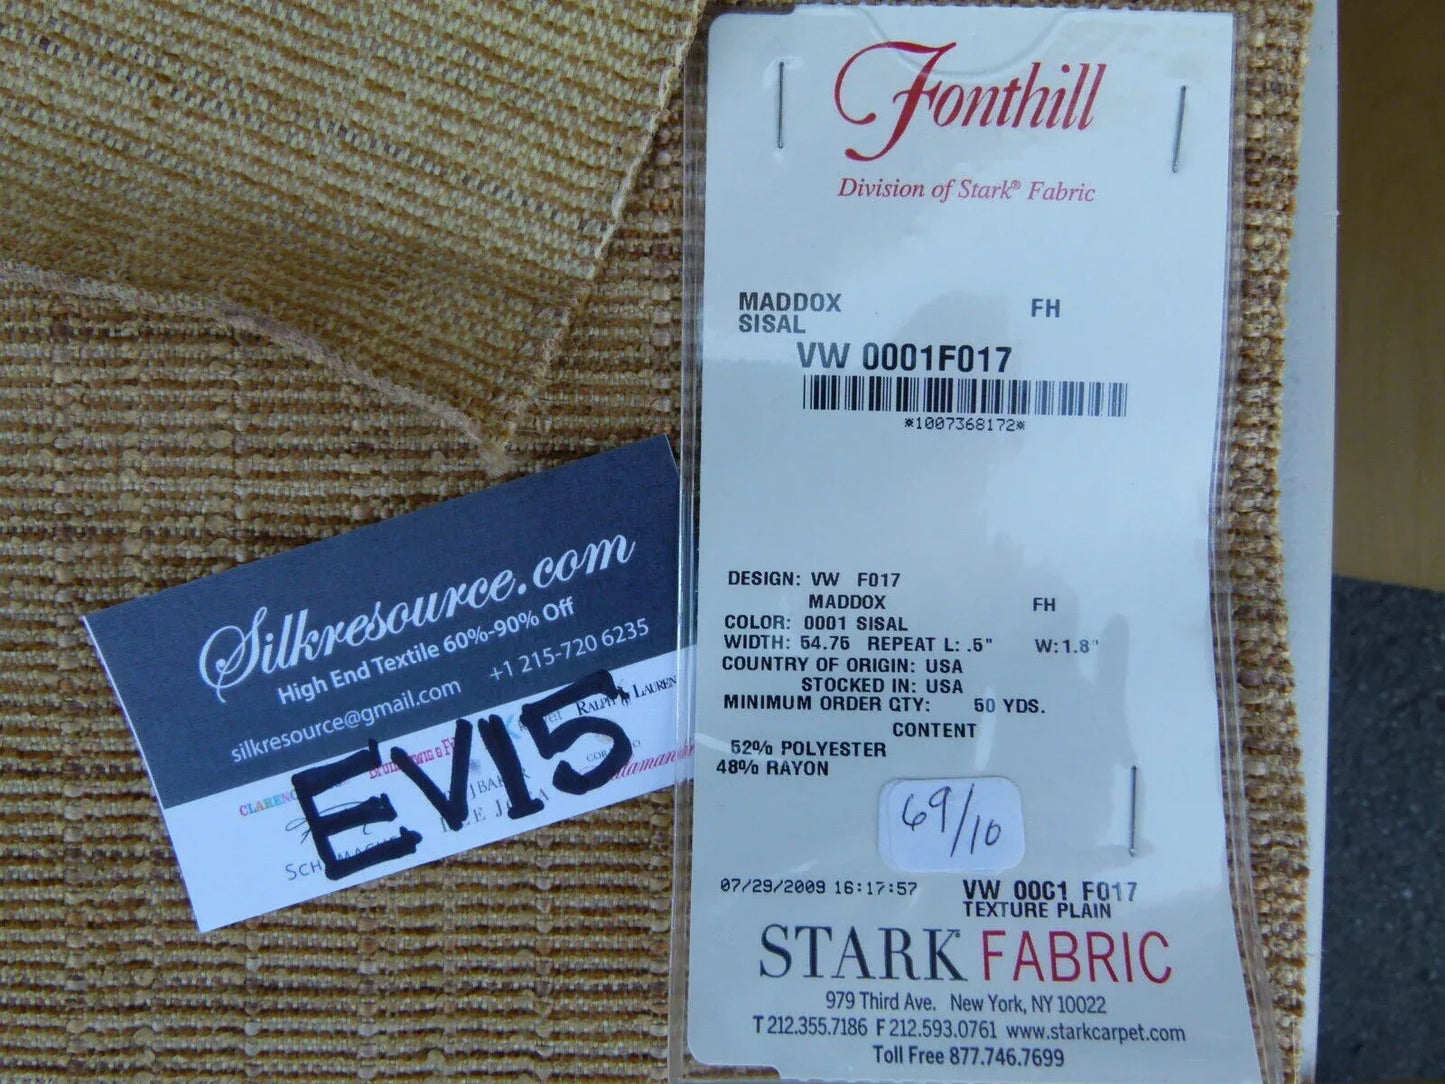 Fonthill
Division of Stark® Fabric
MADDOX FH
SISAL
VW 0001F017
*1007368172*
DESIGN: VW F017
MADDOX FH
COLOR: 0001 SISAL
WIDTH: 54.75 REPEAT L: .5" W:1.8"
COUNTRY OF ORIGIN: USA
STOCKED IN: USA
MINIMUM ORDER QTY: 50 YDS.
CONTENT
52% POLYESTER
48% RAYON
69/10
07/29/2009 16:17:57 VW 0001 F017
TEXTURE PLAIN
STARK FABRIC
979 Third Ave. New York, NY 10022
T 212.355.7186 F 212.593.0761 www.starkcarpet.com
Toll Free 877.746.7699
Silkresource.com
High End Textile 60%-90% Off
+1 215-720 6235
silkresource@gmail.com
RALPH LAUREN
EV15